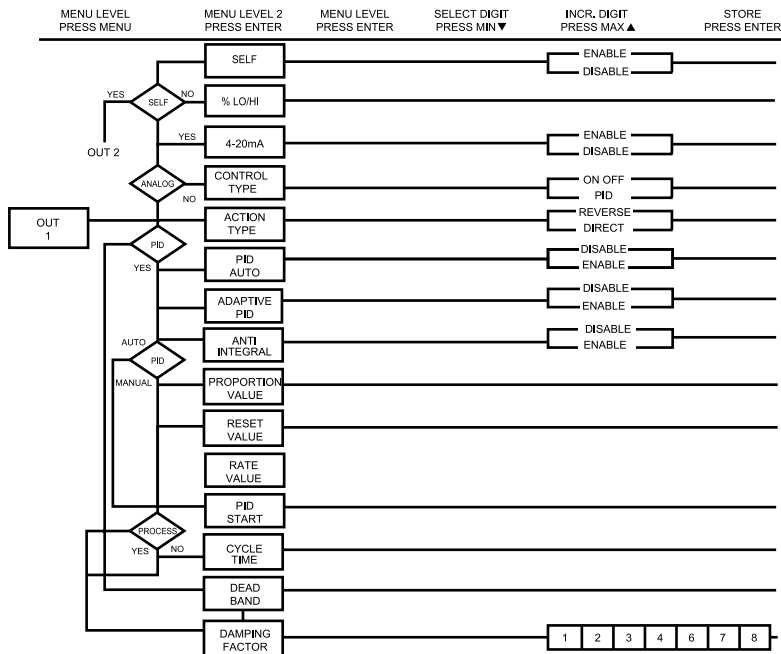 MENU LEVEL MENU LEVEL 2 MENU LEVEL SELECT DIGIT INCR. DIGIT STORE
PRESS MENU PRESS ENTER PRESS ENTER PRESS MIN▼ PRESS MAX▲ PRESS ENTER
SELF
ENABLE
DISABLE
YES
SELF
NO
% LO/HI
OUT 2
YES
4-20mA
ENABLE
DISABLE
ANALOG
NO
CONTROL
TYPE
ON OFF
PID
OUT
1
ACTION
TYPE
REVERSE
DIRECT
PID
YES
PID
AUTO
DISABLE
ENABLE
ADAPTIVE
PID
DISABLE
ENABLE
AUTO
PID
MANUAL
ANTI
INTEGRAL
DISABLE
ENABLE
PROPORTION
VALUE
RESET
VALUE
RATE
VALUE
PID
START
PROCESS
YES
NO
CYCLE
TIME
DEAD
BAND
DAMPING
FACTOR
1 2 3 4 6 7 8